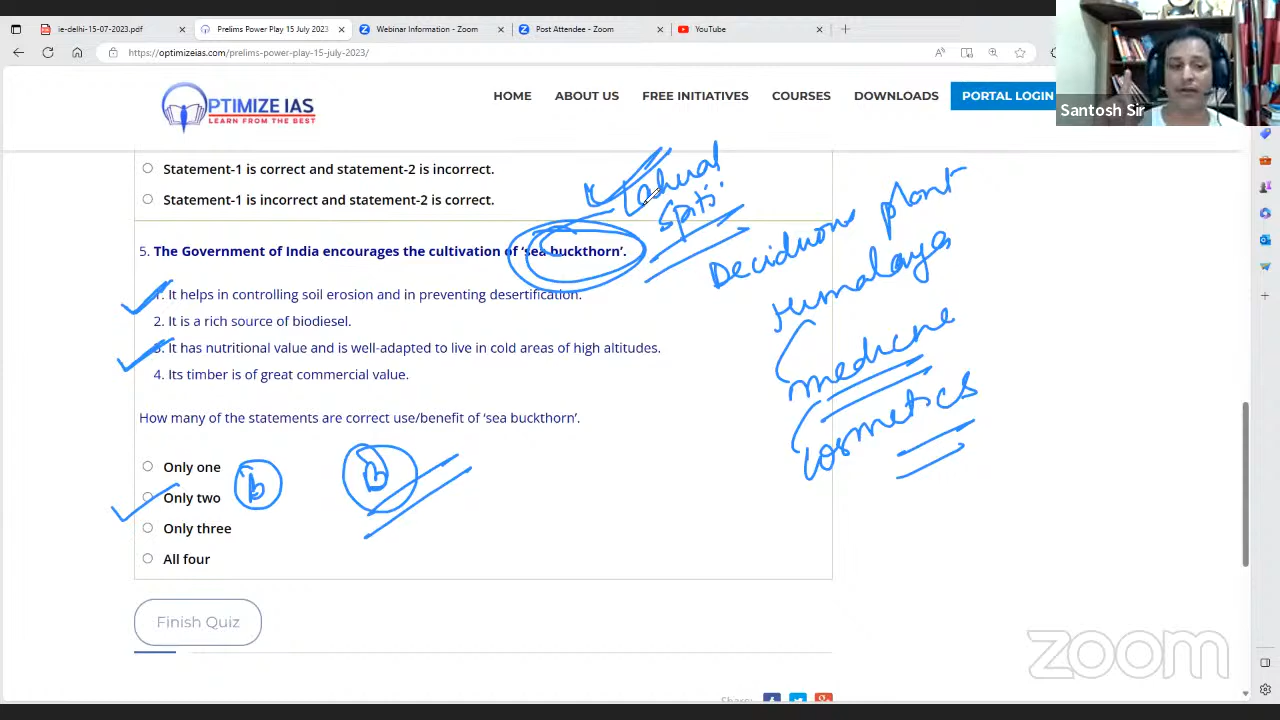 ie-delhi-15-07-2023.pdf
Prelims Power Play 15 July 2023
Webinar Information - Zoom
Post Attendee - Zoom
YouTube
https://optimizeias.com/prelims-power-play-15-july-2023/
Santosh Sir
OPTIMIZE IAS
LEARN FROM THE BEST
HOME
ABOUT US
FREE INITIATIVES
COURSES
DOWNLOADS
PORTAL LOGIN
Statement-1 is correct and statement-2 is incorrect.
Statement-1 is incorrect and statement-2 is correct.
Lahual
Spiti
Deciduous plant
Humalaya
medicine
cosmetics
5. The Government of India encourages the cultivation of ‘sea buckthorn’.
1. It helps in controlling soil erosion and in preventing desertification.
2. It is a rich source of biodiesel.
3. It has nutritional value and is well-adapted to live in cold areas of high altitudes.
4. Its timber is of great commercial value.
How many of the statements are correct use/benefit of ‘sea buckthorn’.
Only one
Only two
b
b
Only three
All four
Finish Quiz
Share:
zoom